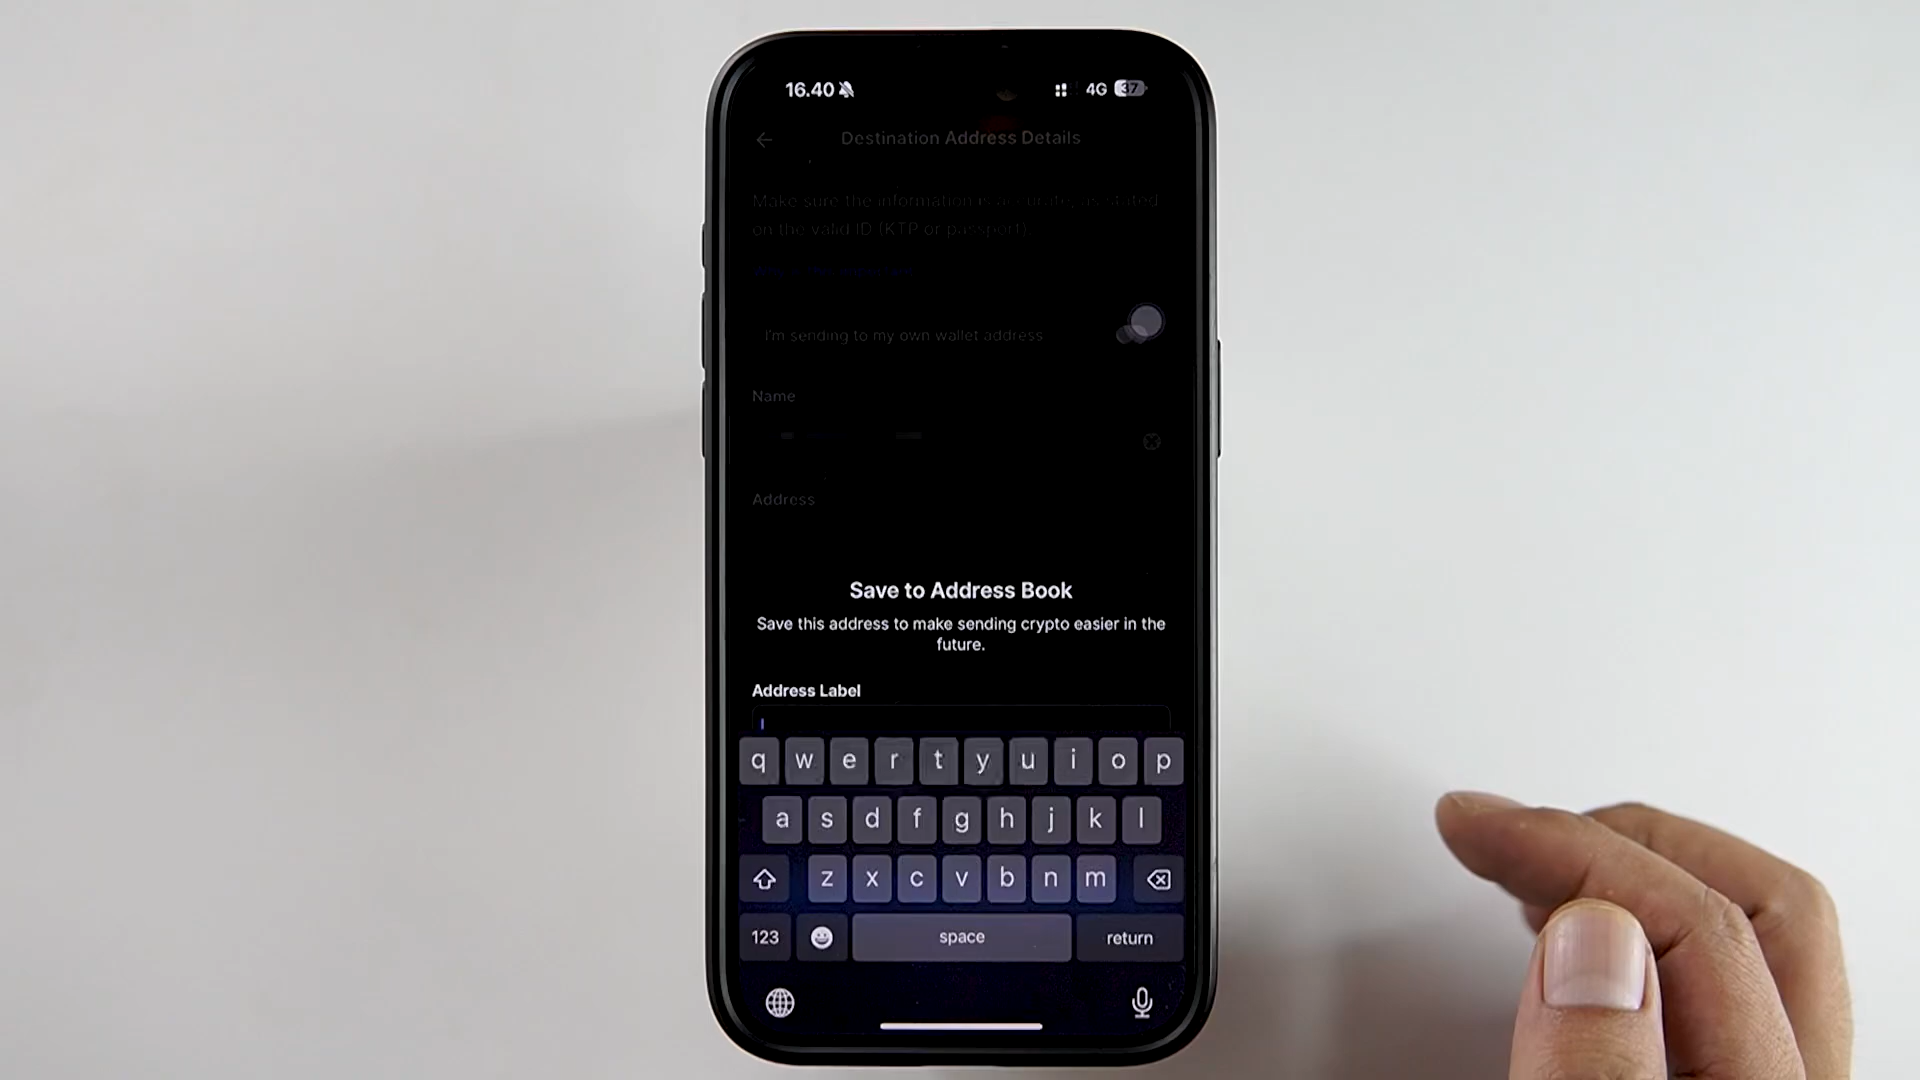 16.40
4G 37
Destination Address Details
Make sure the information is accurate, as stated
on the valid ID (KTP or passport).
I'm sending to my own wallet address
Name
Address
Save to Address Book
Save this address to make sending crypto easier in the
future.
Address Label
q w e r t y u i o p
a s d f g h j k l
z x c v b n m
123 space return